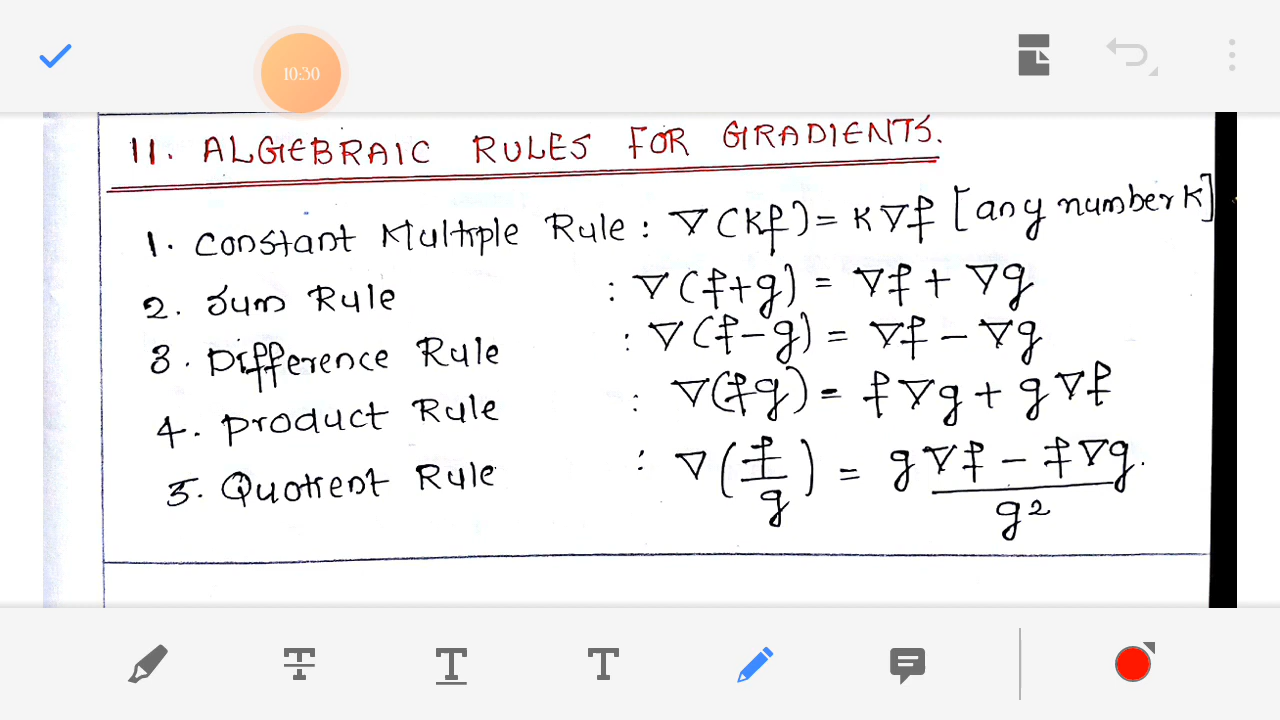 10:30
11. ALGEBRAIC RULES FOR GRADIENTS.
1. Constant Multiple Rule : ∇(kf) = k∇f [any number k]
2. Sum Rule : ∇(f+g) = ∇f + ∇g
3. Difference Rule : ∇(f-g) = ∇f - ∇g
4. Product Rule : ∇(fg) = f∇g + g∇f
5. Quotient Rule : ∇(f/g) = g∇f - f∇g / g².
T T T